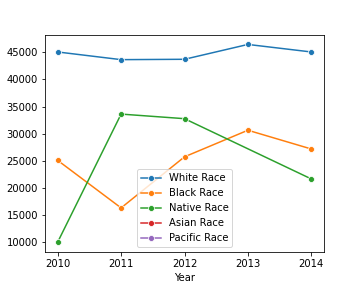 45000
40000
35000
30000
25000
20000
15000
10000
White Race
Black Race
Native Race
Asian Race
Pacific Race
2010 2011 2012 2013 2014
Year